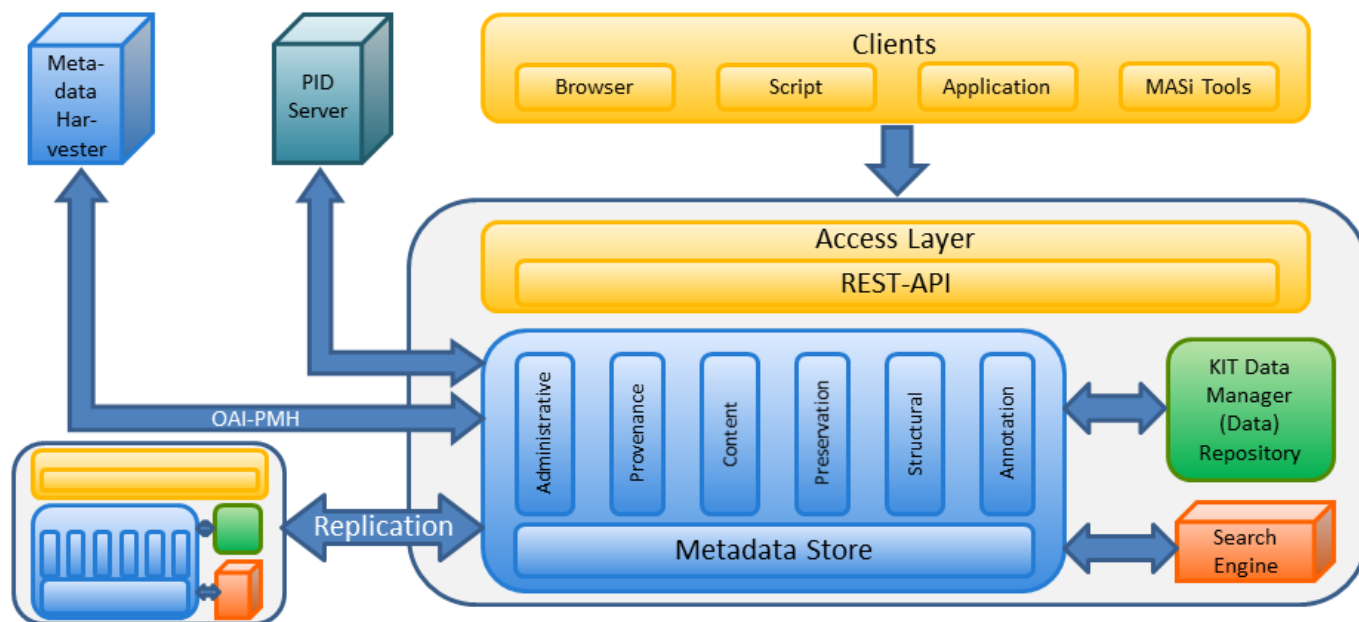 Meta-
data
Har-
vester
PID
Server
Clients
Browser
Script
Application
MASi Tools
Access Layer
REST-API
Administrative
Provenance
Content
Preservation
Structural
Annotation
Metadata Store
KIT Data
Manager
(Data)
Repository
Search
Engine
OAI-PMH
Replication